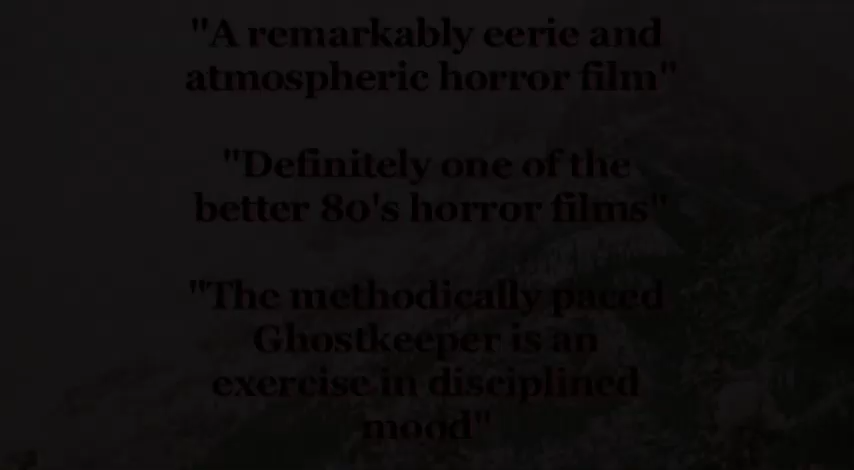 "A remarkably eerie and
atmospheric horror film"
"Definitely one of the
better 80's horror films"
"The methodically paced
Ghostkeeper is an
exercise in disciplined
mood"